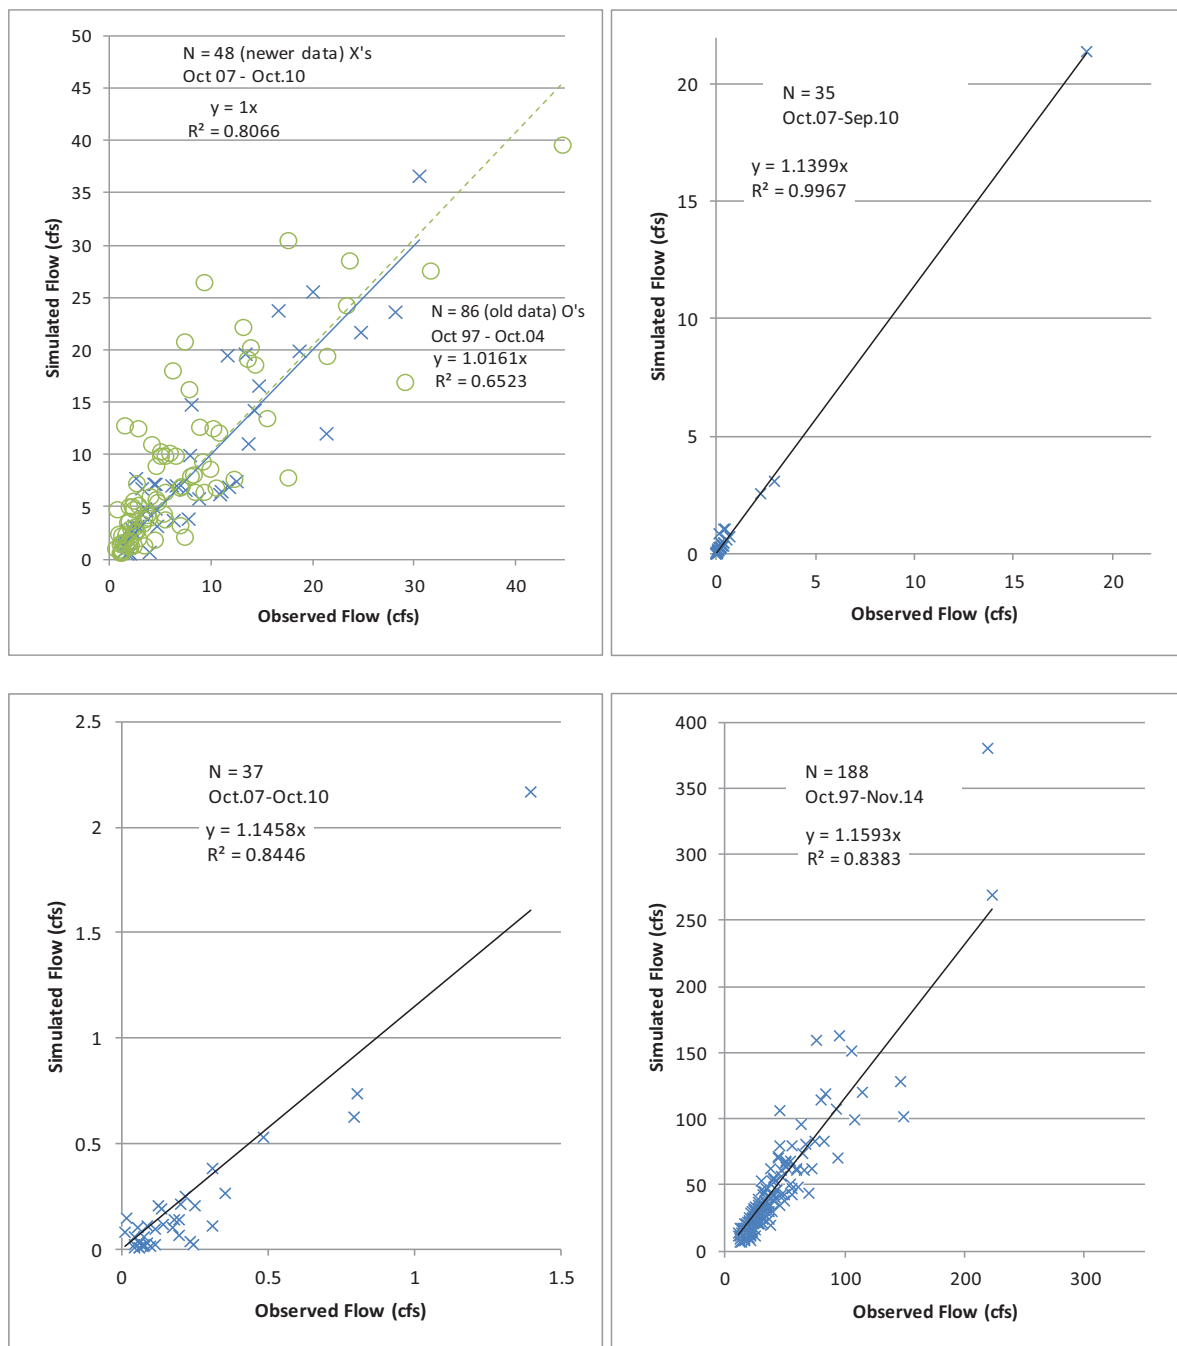 N = 48 (newer data) X's
Oct 07 - Oct.10
y = 1x
R² = 0.8066
N = 86 (old data) O's
Oct 97 - Oct.04
y = 1.0161x
R² = 0.6523
50
45
40
35
30
25
20
15
10
5
0
Simulated Flow (cfs)
0 10 20 30 40
Observed Flow (cfs)
N = 35
Oct.07-Sep.10
y = 1.1399x
R² = 0.9967
20
15
10
5
0
Simulated Flow (cfs)
0 5 10 15 20
Observed Flow (cfs)
N = 37
Oct.07-Oct.10
y = 1.1458x
R² = 0.8446
2.5
2
1.5
1
0.5
0
Simulated Flow (cfs)
0 0.5 1 1.5
Observed Flow (cfs)
N = 188
Oct.97-Nov.14
y = 1.1593x
R² = 0.8383
400
350
300
250
200
150
100
50
0
Simulated Flow (cfs)
0 100 200 300
Observed Flow (cfs)